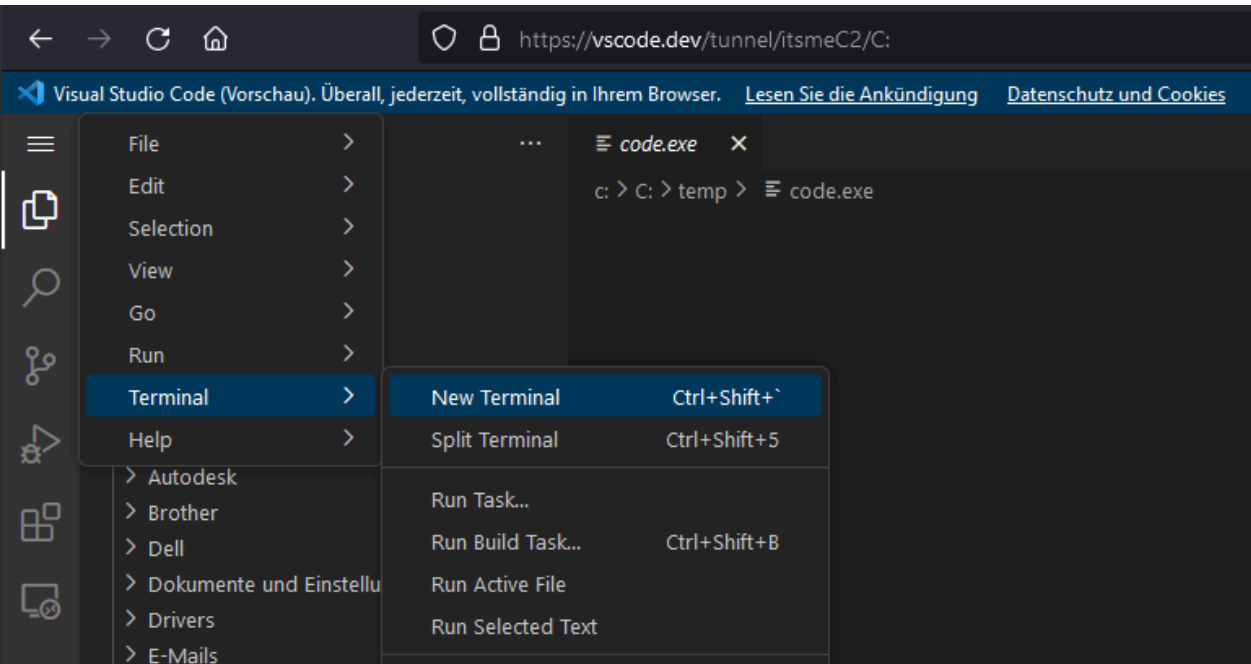 https://vscode.dev/tunnel/itsmeC2/C:
Visual Studio Code (Vorschau). Überall, jederzeit, vollständig in Ihrem Browser. Lesen Sie die Ankündigung Datenschutz und Cookies
File
Edit
Selection
View
Go
Run
Terminal
Help
... code.exe
c: > C: > temp > code.exe
New Terminal Ctrl+Shift+`
Split Terminal Ctrl+Shift+5
Run Task...
Run Build Task... Ctrl+Shift+B
Run Active File
Run Selected Text
> Autodesk
> Brother
> Dell
> Dokumente und Einstellu
> Drivers
> E-Mails